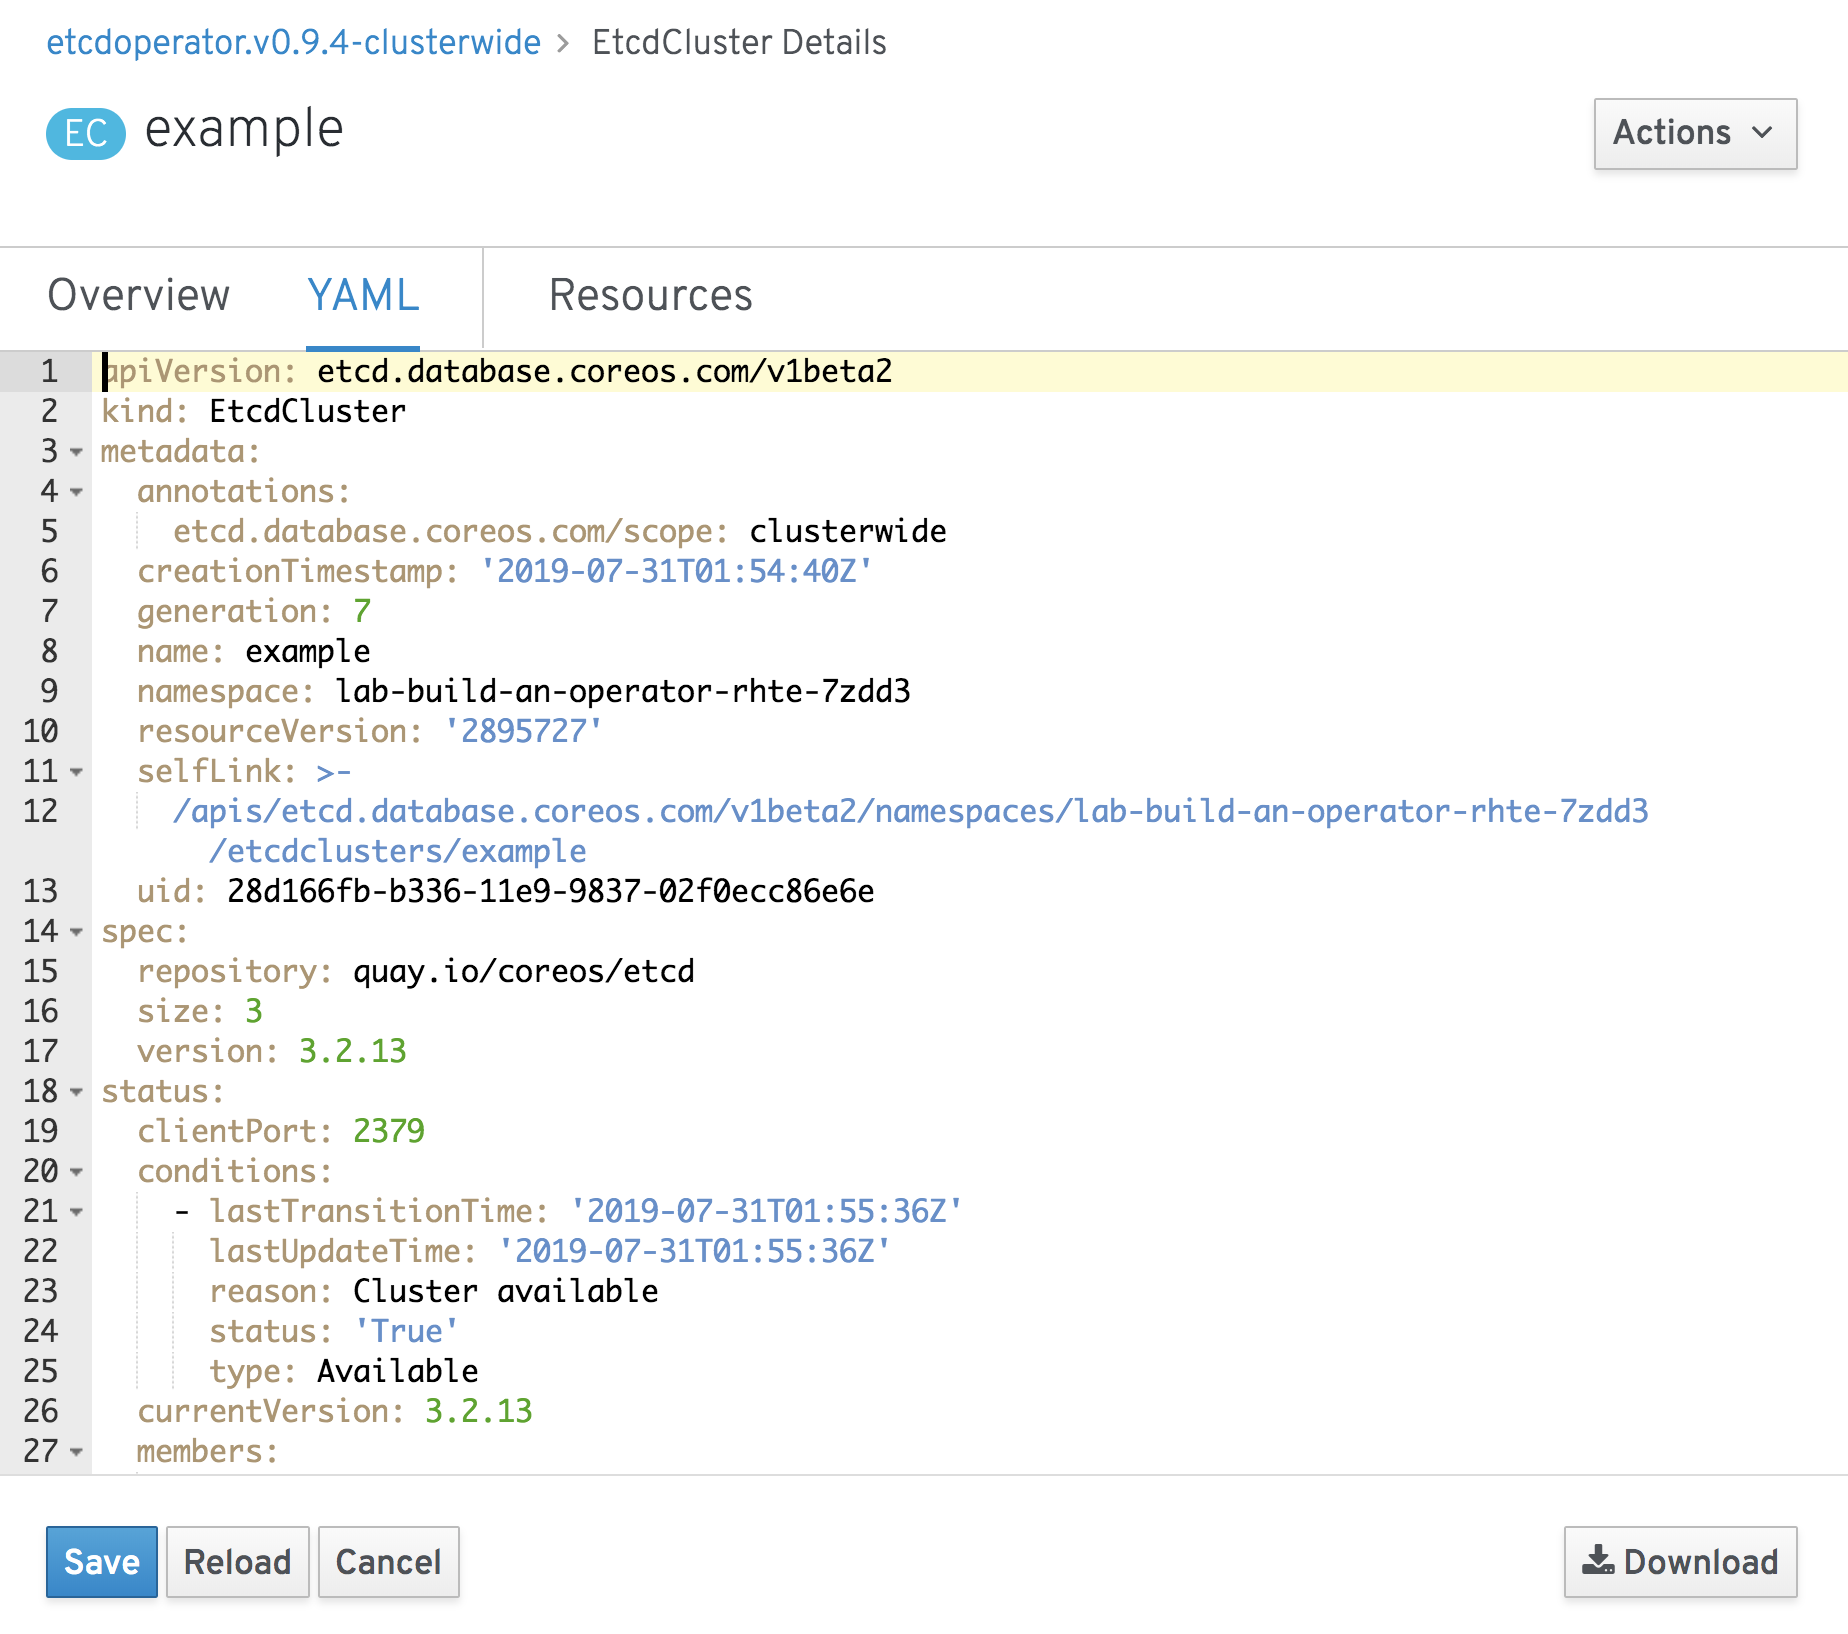 etcdoperator.v0.9.4-clusterwide > EtcdCluster Details
EC example
Actions
Overview YAML Resources
1 apiVersion: etcd.database.coreos.com/v1beta2
2 kind: EtcdCluster
3 metadata:
4 annotations:
5 etcd.database.coreos.com/scope: clusterwide
6 creationTimestamp: '2019-07-31T01:54:40Z'
7 generation: 7
8 name: example
9 namespace: lab-build-an-operator-rhte-7zdd3
10 resourceVersion: '2895727'
11 selfLink: >-
12 /apis/etcd.database.coreos.com/v1beta2/namespaces/lab-build-an-operator-rhte-7zdd3
/etcdclusters/example
13 uid: 28d166fb-b336-11e9-9837-02f0ecc86e6e
14 spec:
15 repository: quay.io/coreos/etcd
16 size: 3
17 version: 3.2.13
18 status:
19 clientPort: 2379
20 conditions:
21 - lastTransitionTime: '2019-07-31T01:55:36Z'
22 lastUpdateTime: '2019-07-31T01:55:36Z'
23 reason: Cluster available
24 status: 'True'
25 type: Available
26 currentVersion: 3.2.13
27 members:
Save Reload Cancel Download